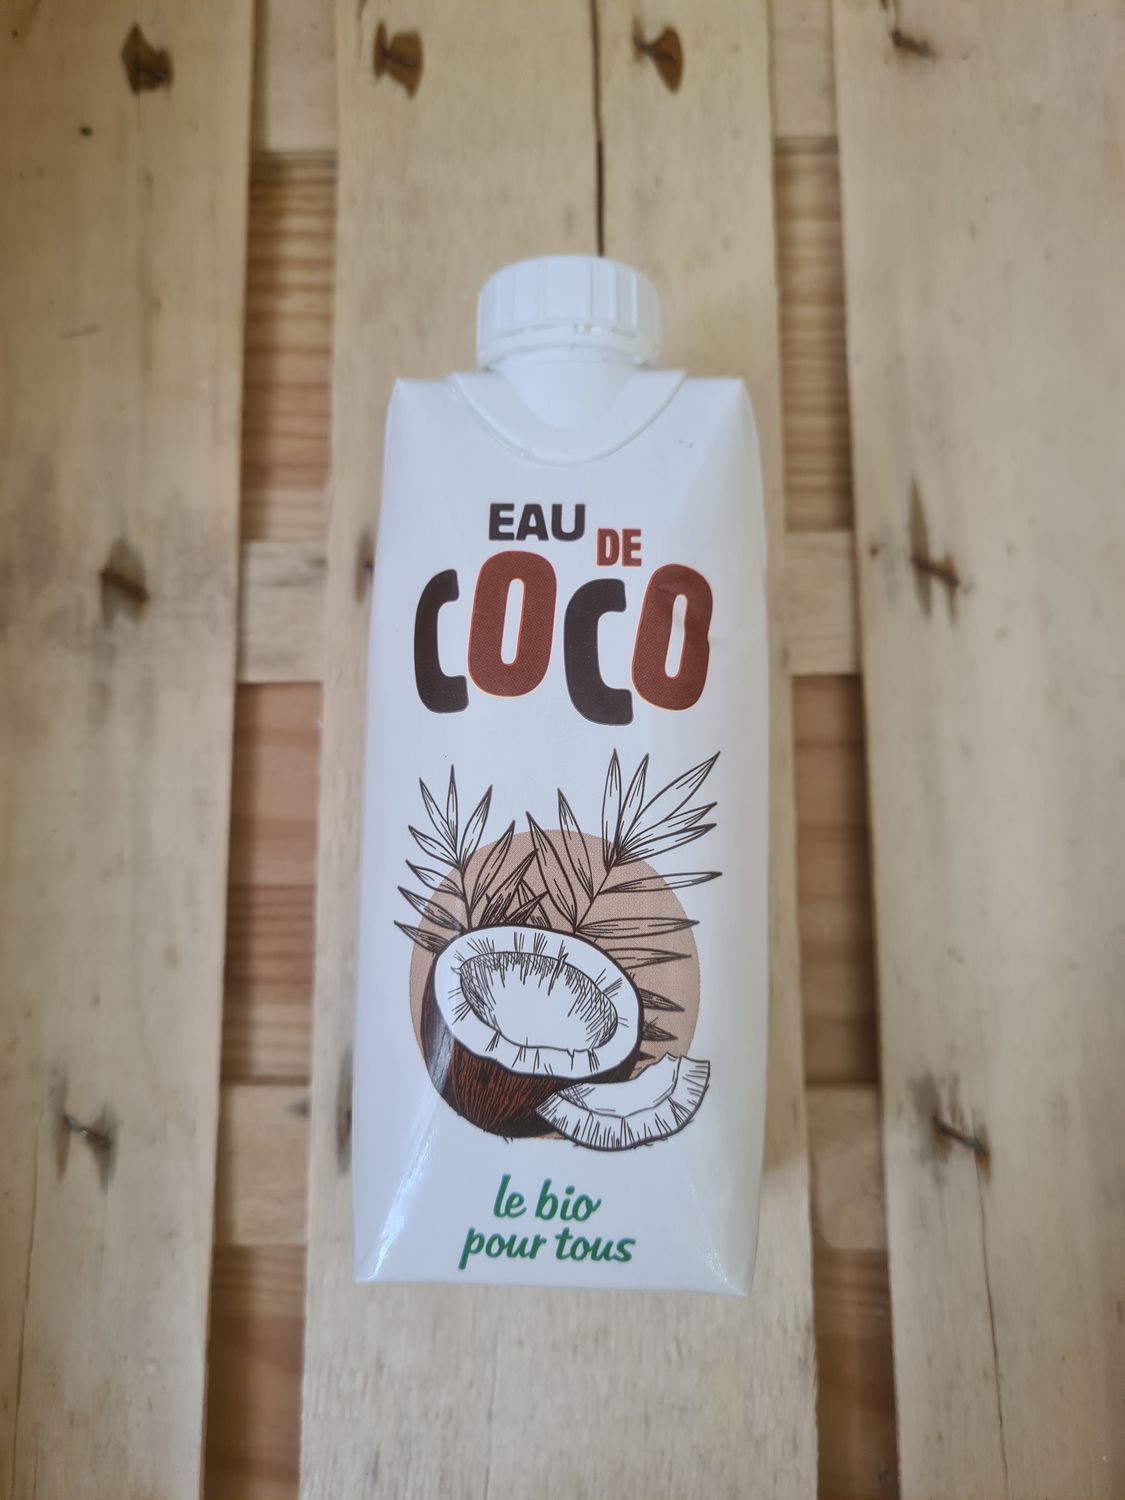 EAU DE
COCO
le bio
pour tous